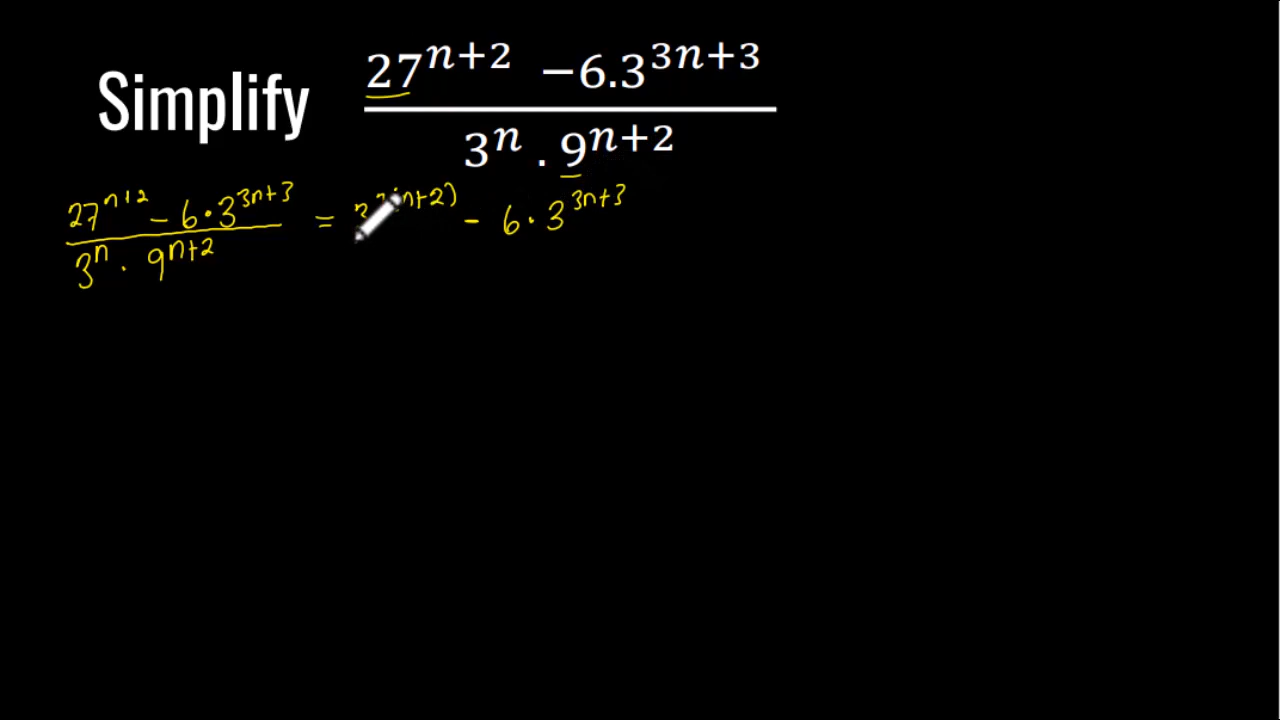 Simplify (27^{n+2} −6.3^{3n+3})/(3^n . 9^{n+2})
(27^{n+2} − 6·3^{3n+3})/(3^n · 9^{n+2}) = n+2) − 6·3^{3n+3}